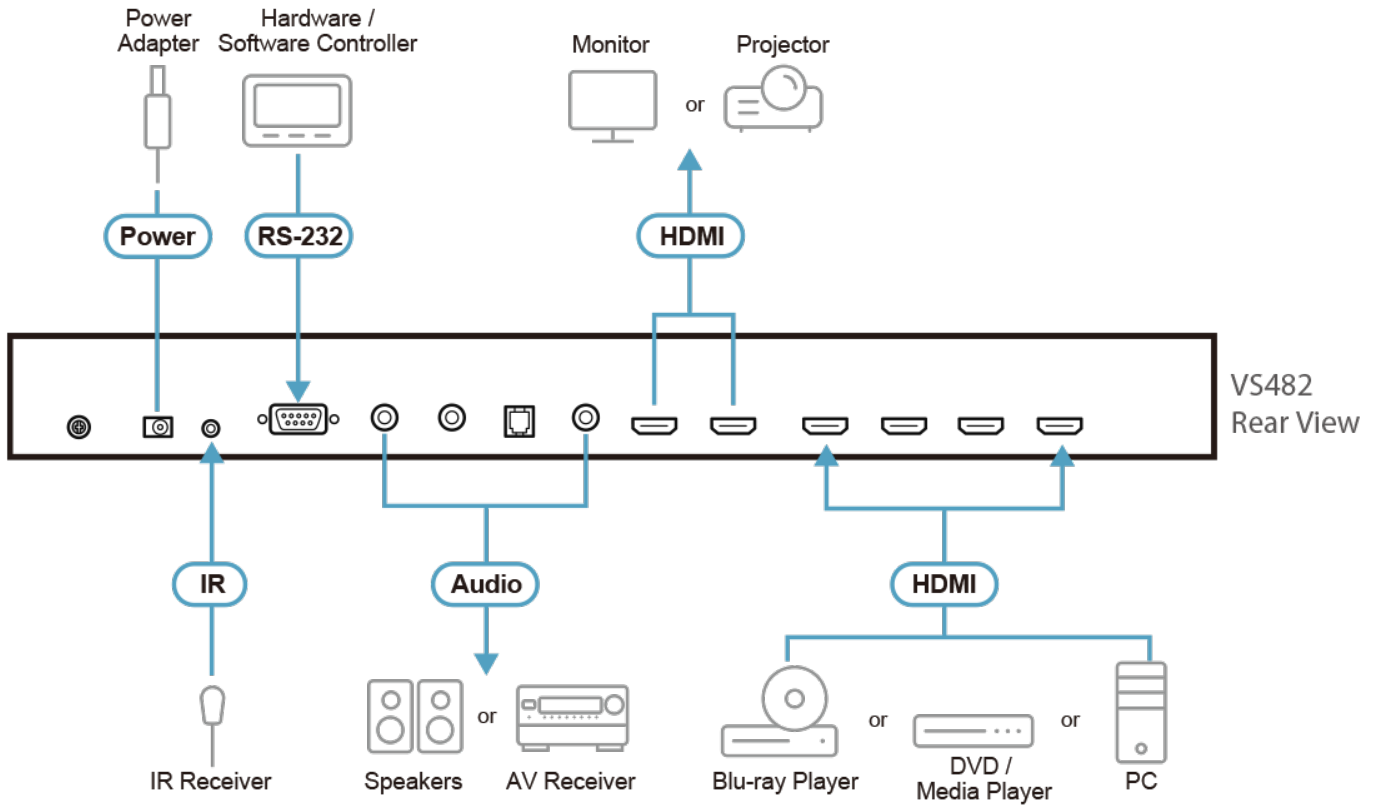 Power
Adapter
Hardware /
Software Controller
Monitor
or
Projector
Power
RS-232
HDMI
VS482
Rear View
IR
Audio
HDMI
or
or
or
IR Receiver
Speakers
AV Receiver
Blu-ray Player
DVD /
Media Player
PC